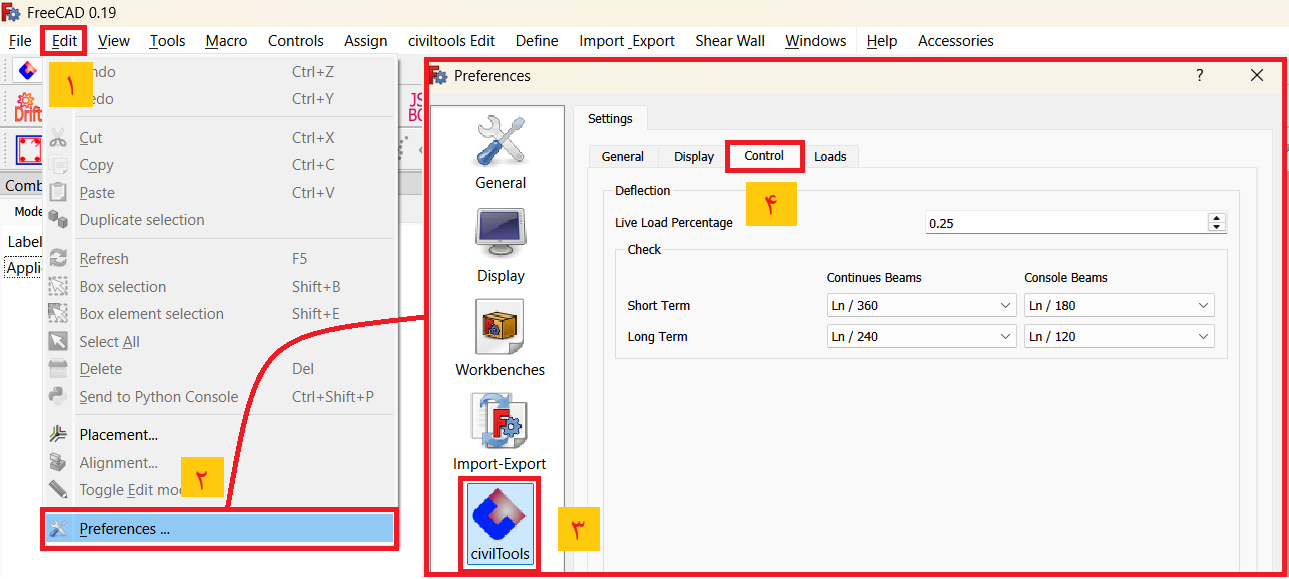 FreeCAD 0.19
File Edit View Tools Macro Controls Assign civiltools Edit Define Import _Export Shear Wall Windows Help Accessories
۱
ndo Ctrl+Z
edo Ctrl+Y
Drift
Cut Ctrl+X
Copy Ctrl+C
Paste Ctrl+V
Duplicate selection
Refresh F5
Box selection Shift+B
Box element selection Shift+E
Select All
Delete Del
Send to Python Console Ctrl+Shift+P
Placement...
Alignment...
Toggle Edit mo
۲
Preferences ...
Comb
Mode
Label
Appli
Preferences ?
General
Display
Workbenches
Import-Export
civilTools
۳
Settings
General Display Control Loads
۴
Deflection
Live Load Percentage 0.25
Check
Continues Beams Console Beams
Short Term Ln / 360 Ln / 180
Long Term Ln / 240 Ln / 120